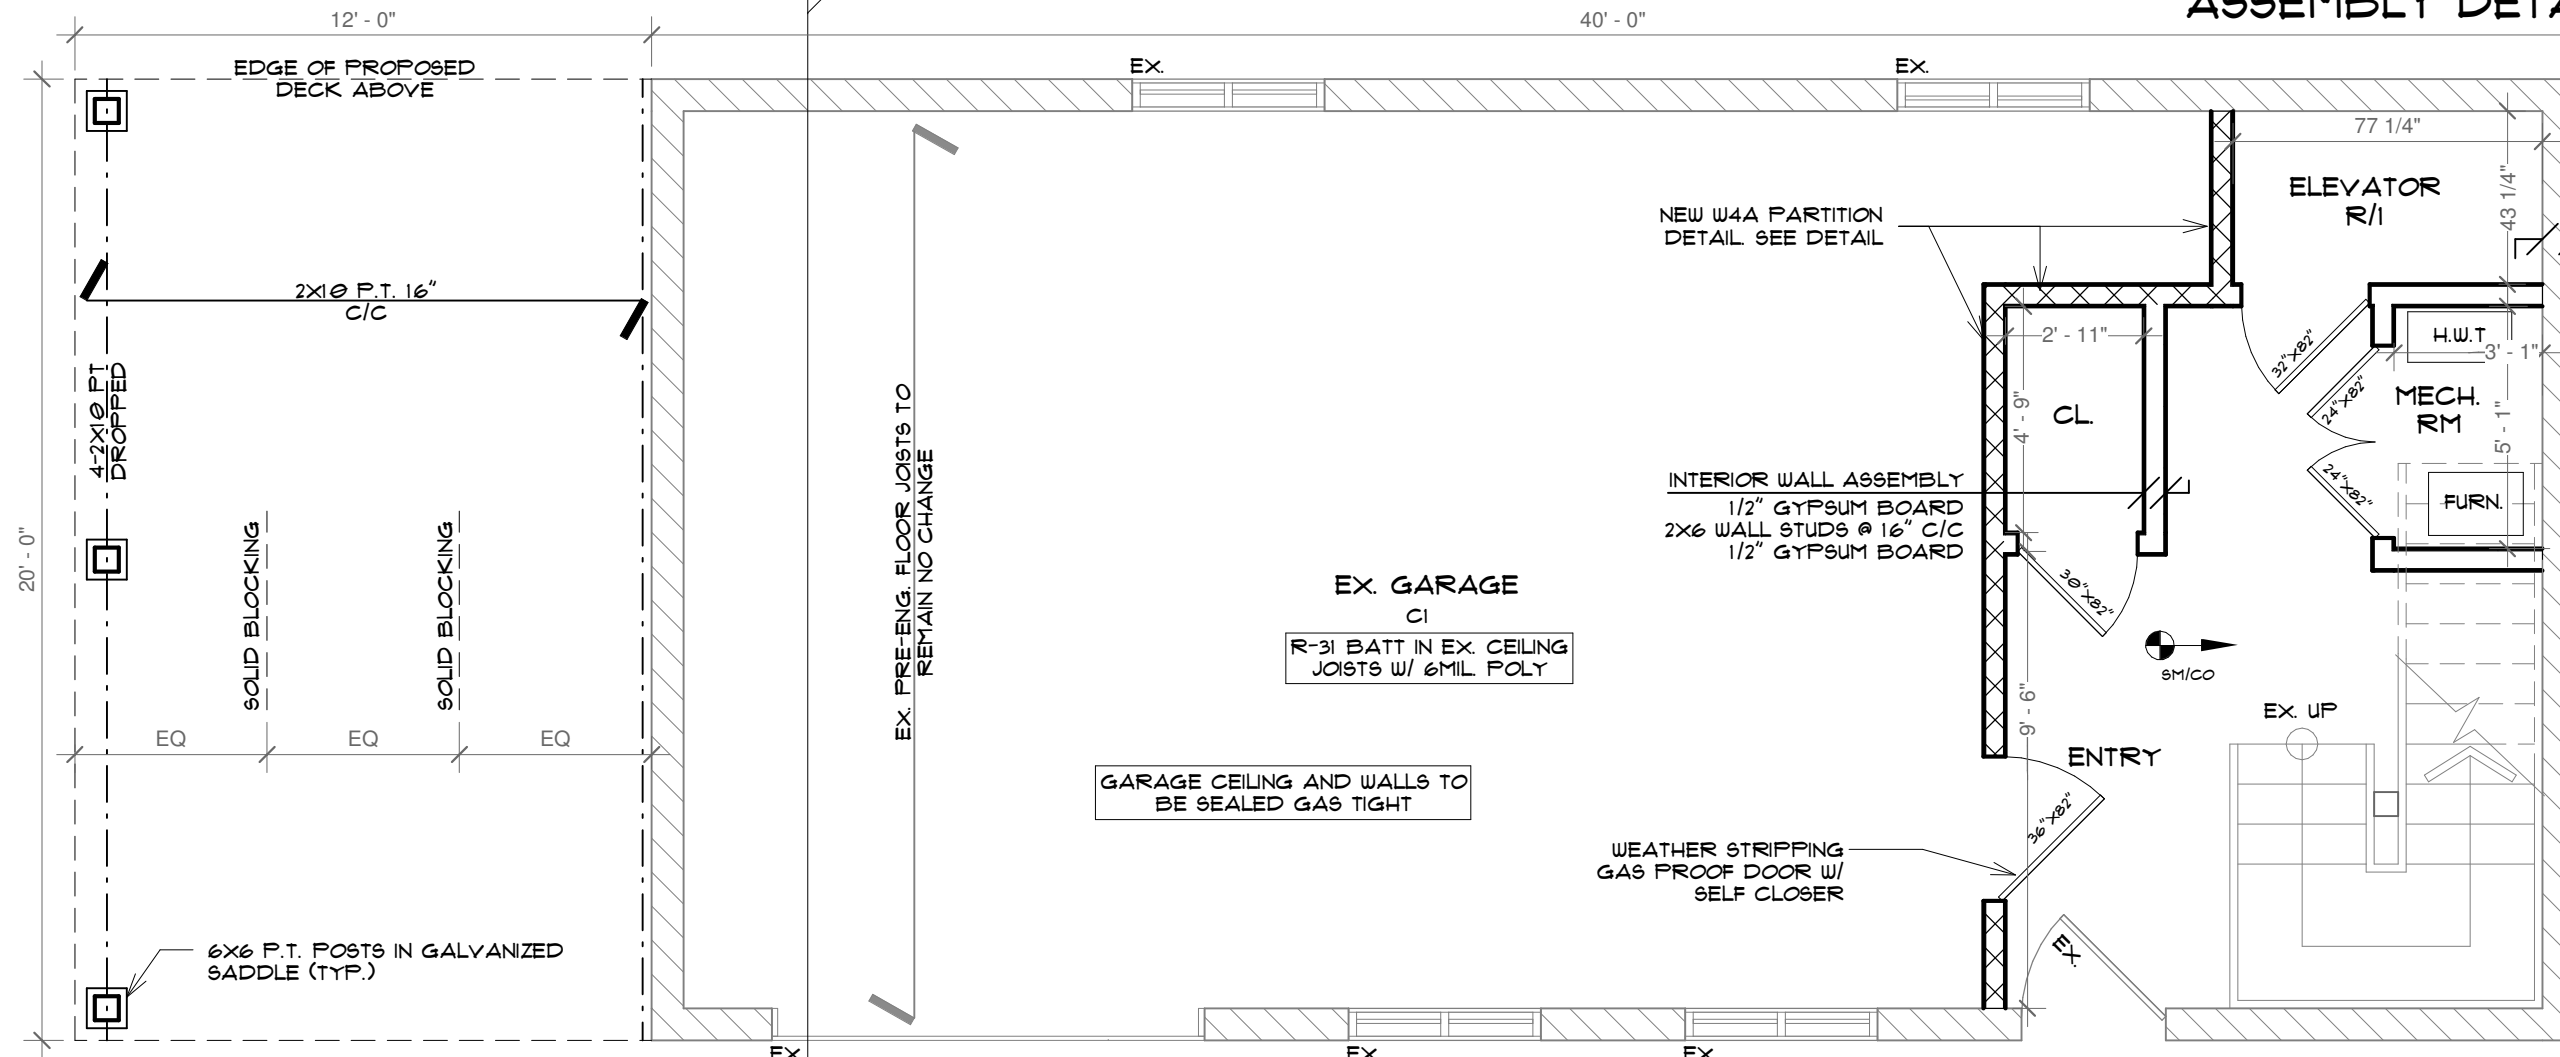 ASSEMBLY
12' - 0"
40' - 0"
EDGE OF PROPOSED
DECK ABOVE
EX.
EX.
77 1/4"
ELEVATOR
R/1
43 1/4"
NEW W4A PARTITION
DETAIL. SEE DETAIL
2X10 P.T. 16"
C/C
4-2X10 PT
DROPPED
20' - 0"
SOLID BLOCKING
SOLID BLOCKING
EQ
EQ
EQ
6X6 P.T. POSTS IN GALVANIZED
SADDLE (TYP.)
EX. PRE-ENG. FLOOR JOISTS TO
REMAIN NO CHANGE
2' - 11"
4' - 9"
CL.
32"X82"
24"X82"
24"X82"
H.W.T
3' - 1"
MECH.
RM
5' - 1"
FURN.
INTERIOR WALL ASSEMBLY
1/2" GYPSUM BOARD
2X6 WALL STUDS @ 16" C/C
1/2" GYPSUM BOARD
30"X82"
EX. GARAGE
C1
R-31 BATT IN EX. CEILING
JOISTS W/ 6MIL. POLY
SM/CO
9' - 6"
EX. UP
ENTRY
GARAGE CEILING AND WALLS TO
BE SEALED GAS TIGHT
36"X82"
WEATHER STRIPPING
GAS PROOF DOOR W/
SELF CLOSER
EX.
EX
EX
EX